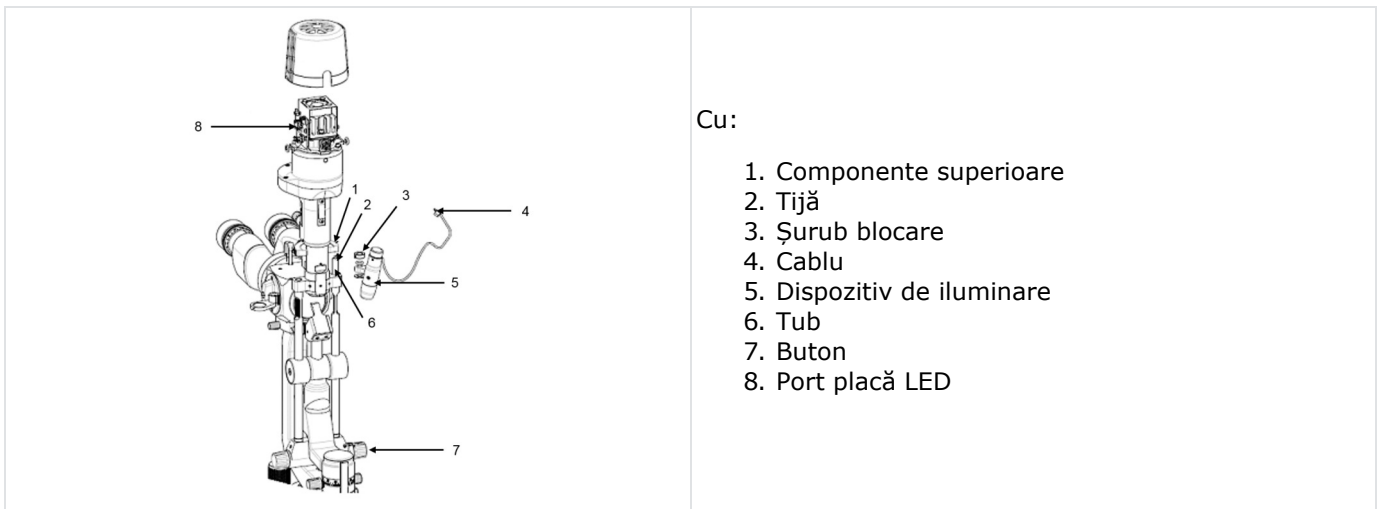 8
1
2
3
4
5
6
7
Cu:
1. Componente superioare
2. Tijă
3. Șurub blocare
4. Cablu
5. Dispozitiv de iluminare
6. Tub
7. Buton
8. Port placă LED